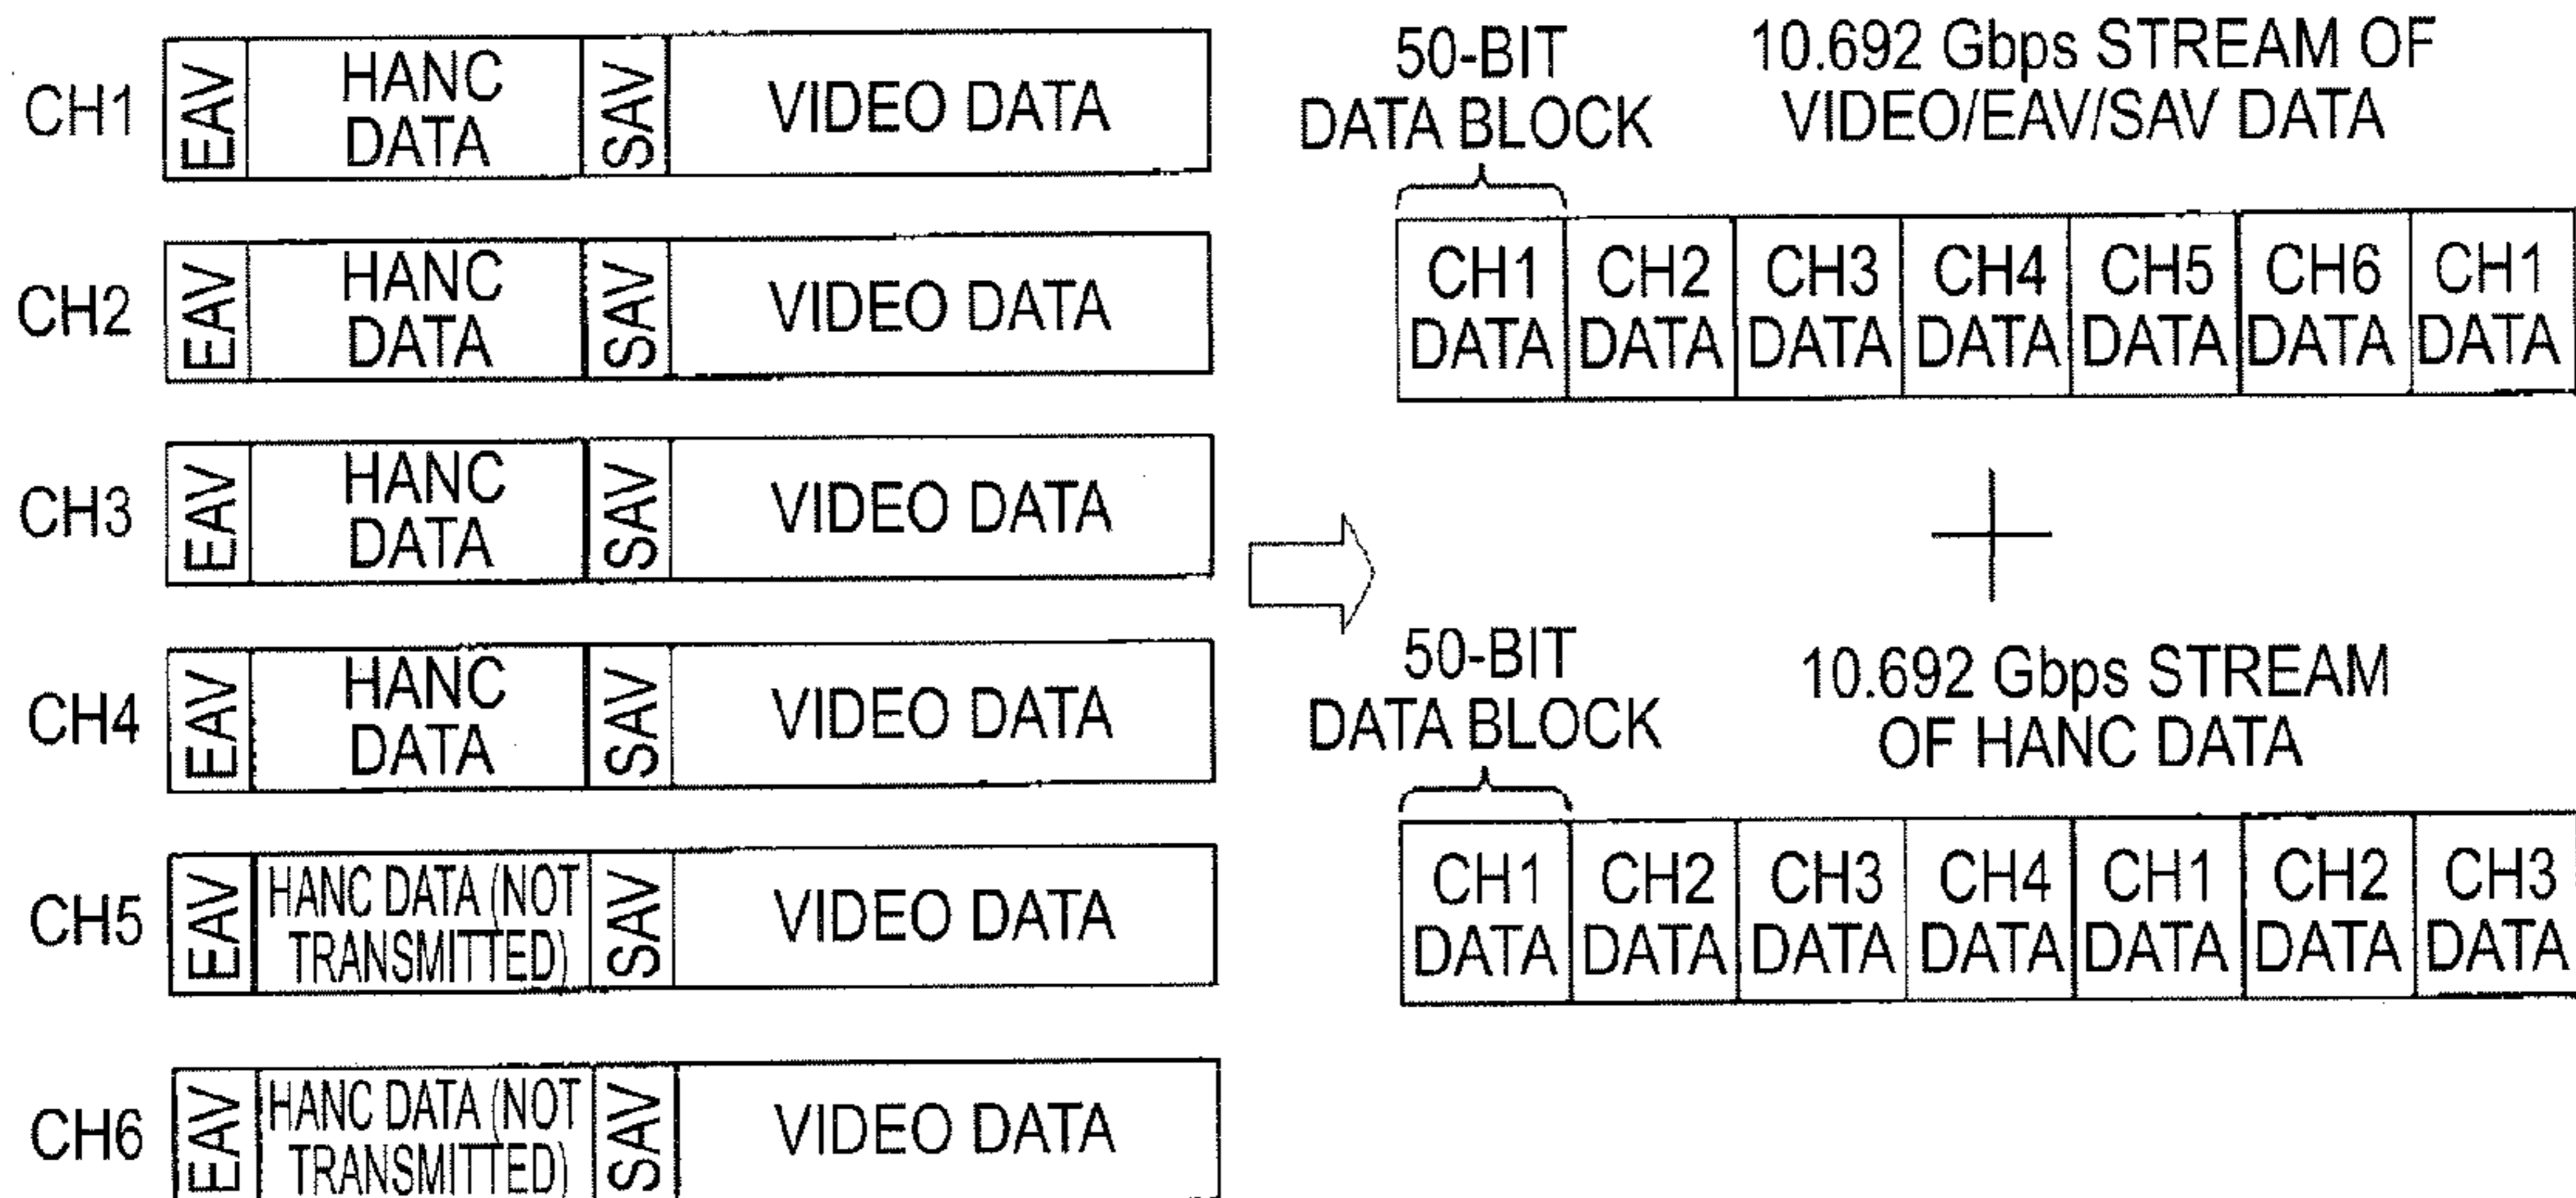 CH1
EAV
HANC
DATA
SAV
VIDEO DATA
CH2
EAV
HANC
DATA
SAV
VIDEO DATA
CH3
EAV
HANC
DATA
SAV
VIDEO DATA
CH4
EAV
HANC
DATA
SAV
VIDEO DATA
CH5
EAV
HANC DATA (NOT
TRANSMITTED)
SAV
VIDEO DATA
CH6
EAV
HANC DATA (NOT
TRANSMITTED)
SAV
VIDEO DATA
50-BIT
DATA BLOCK
10.692 Gbps STREAM OF
VIDEO/EAV/SAV DATA
CH1
DATA
CH2
DATA
CH3
DATA
CH4
DATA
CH5
DATA
CH6
DATA
CH1
DATA
+
50-BIT
DATA BLOCK
10.692 Gbps STREAM
OF HANC DATA
CH1
DATA
CH2
DATA
CH3
DATA
CH4
DATA
CH1
DATA
CH2
DATA
CH3
DATA